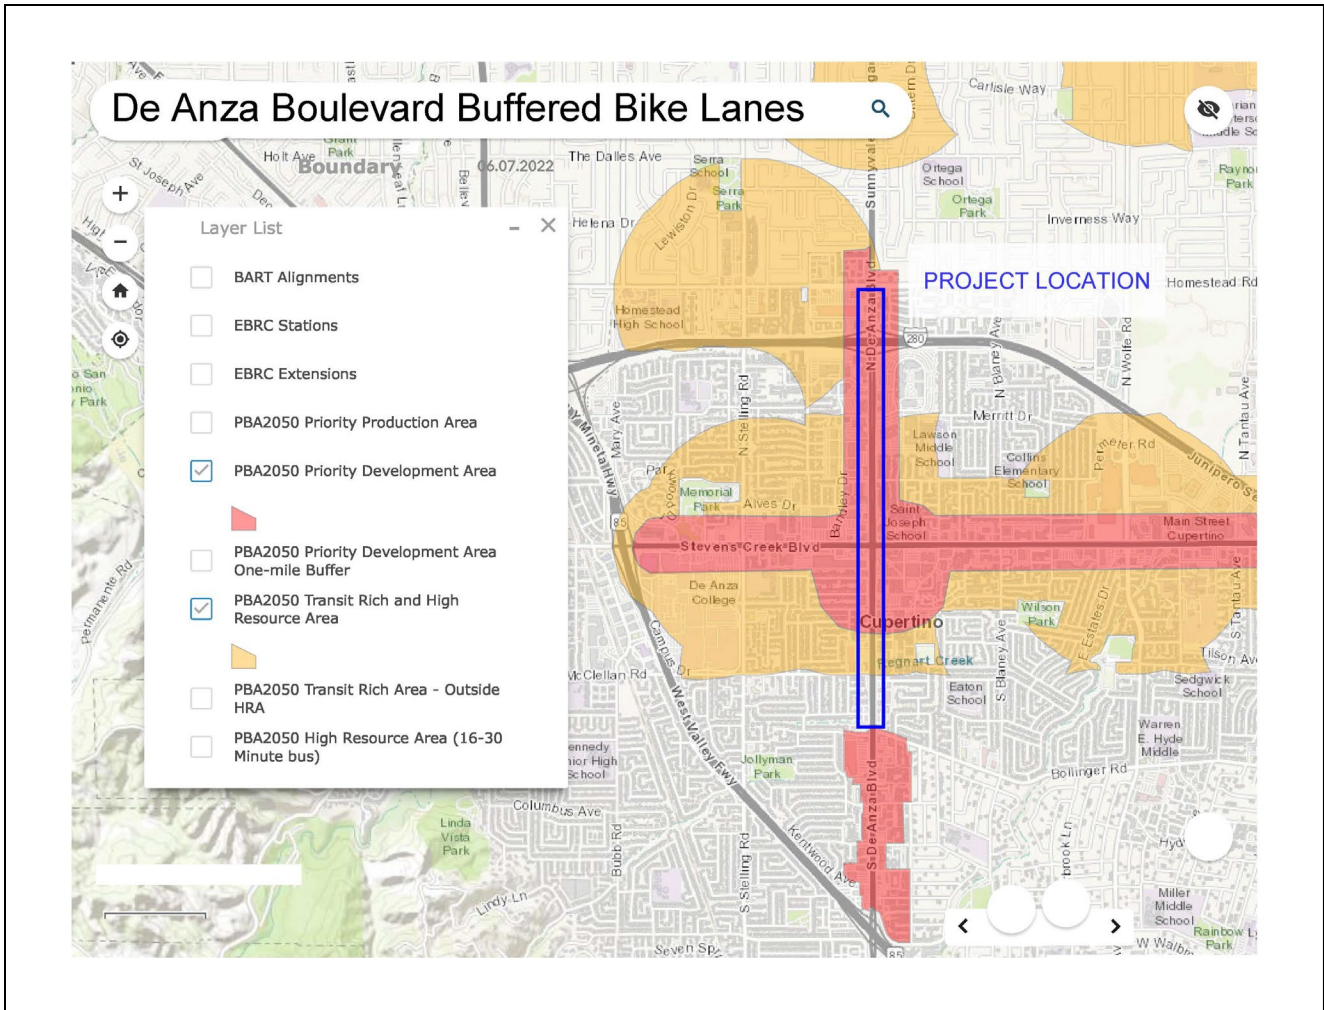 De Anza Boulevard Buffered Bike Lanes
Boundary
06.07.2022
Layer List
BART Alignments
EBRC Stations
EBRC Extensions
PBA2050 Priority Production Area
PBA2050 Priority Development Area
PBA2050 Priority Development Area
One-mile Buffer
PBA2050 Transit Rich and High
Resource Area
PBA2050 Transit Rich Area - Outside
HRA
PBA2050 High Resource Area (16-30
Minute bus)
PROJECT LOCATION
Carlisle Way
Holt Ave
Park
St Joseph Ave
The Dalles Ave
Serra
School
Serra
Park
Lewiston Dr
Helena Dr
Ortega
School
Ortega
Park
Inverness Way
Park
Homestead Rd
Homestead
High School
N De Anza Blvd
280
N Blaney Ave
N Wolfe Rd
N Tantau Ave
Mary Ave
N Stelling Rd
Merritt Dr
Lawson
Middle
School
Collins
Elementary
School
Perimeter Rd
Memorial
Park
Alves Dr
Saint
Joseph
School
Main Street
Cupertino
85
Stevens Creek Blvd
De Anza
College
Cupertino
Wilson
Park
E Estates Dr
S Tantau Ave
Permanente Rd
Campus Dr
McClellan Rd
Regnart Creek
S Blaney Ave
Eaton
School
Sedgwick
School
West Valley Fwy
Warren
E. Hyde
Middle
Jollyman
Park
Bollinger Rd
S De Anza Blvd
Columbus Ave
Linda
Vista
Park
Bubb Rd
S Stelling Rd
Kentwood Ave
Lindy Ln
Miller
Middle
School
Rainbow
Park
85